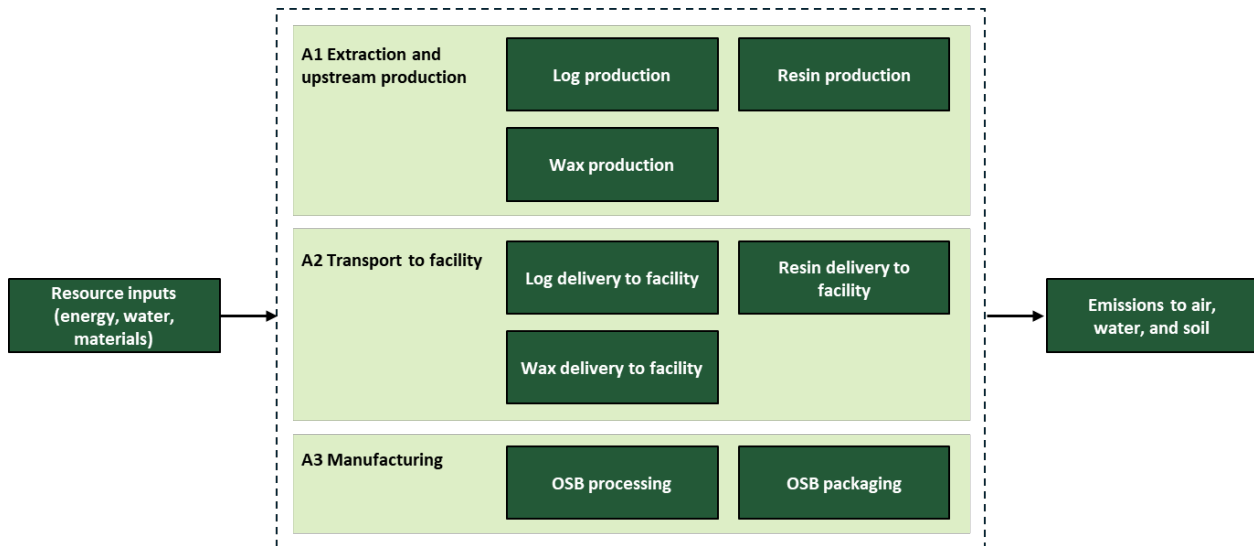 A1 Extraction and
upstream production
Log production
Resin production
Wax production
A2 Transport to facility
Log delivery to facility
Resin delivery to
facility
Wax delivery to facility
Resource inputs
(energy, water,
materials)
Emissions to air,
water, and soil
A3 Manufacturing
OSB processing
OSB packaging